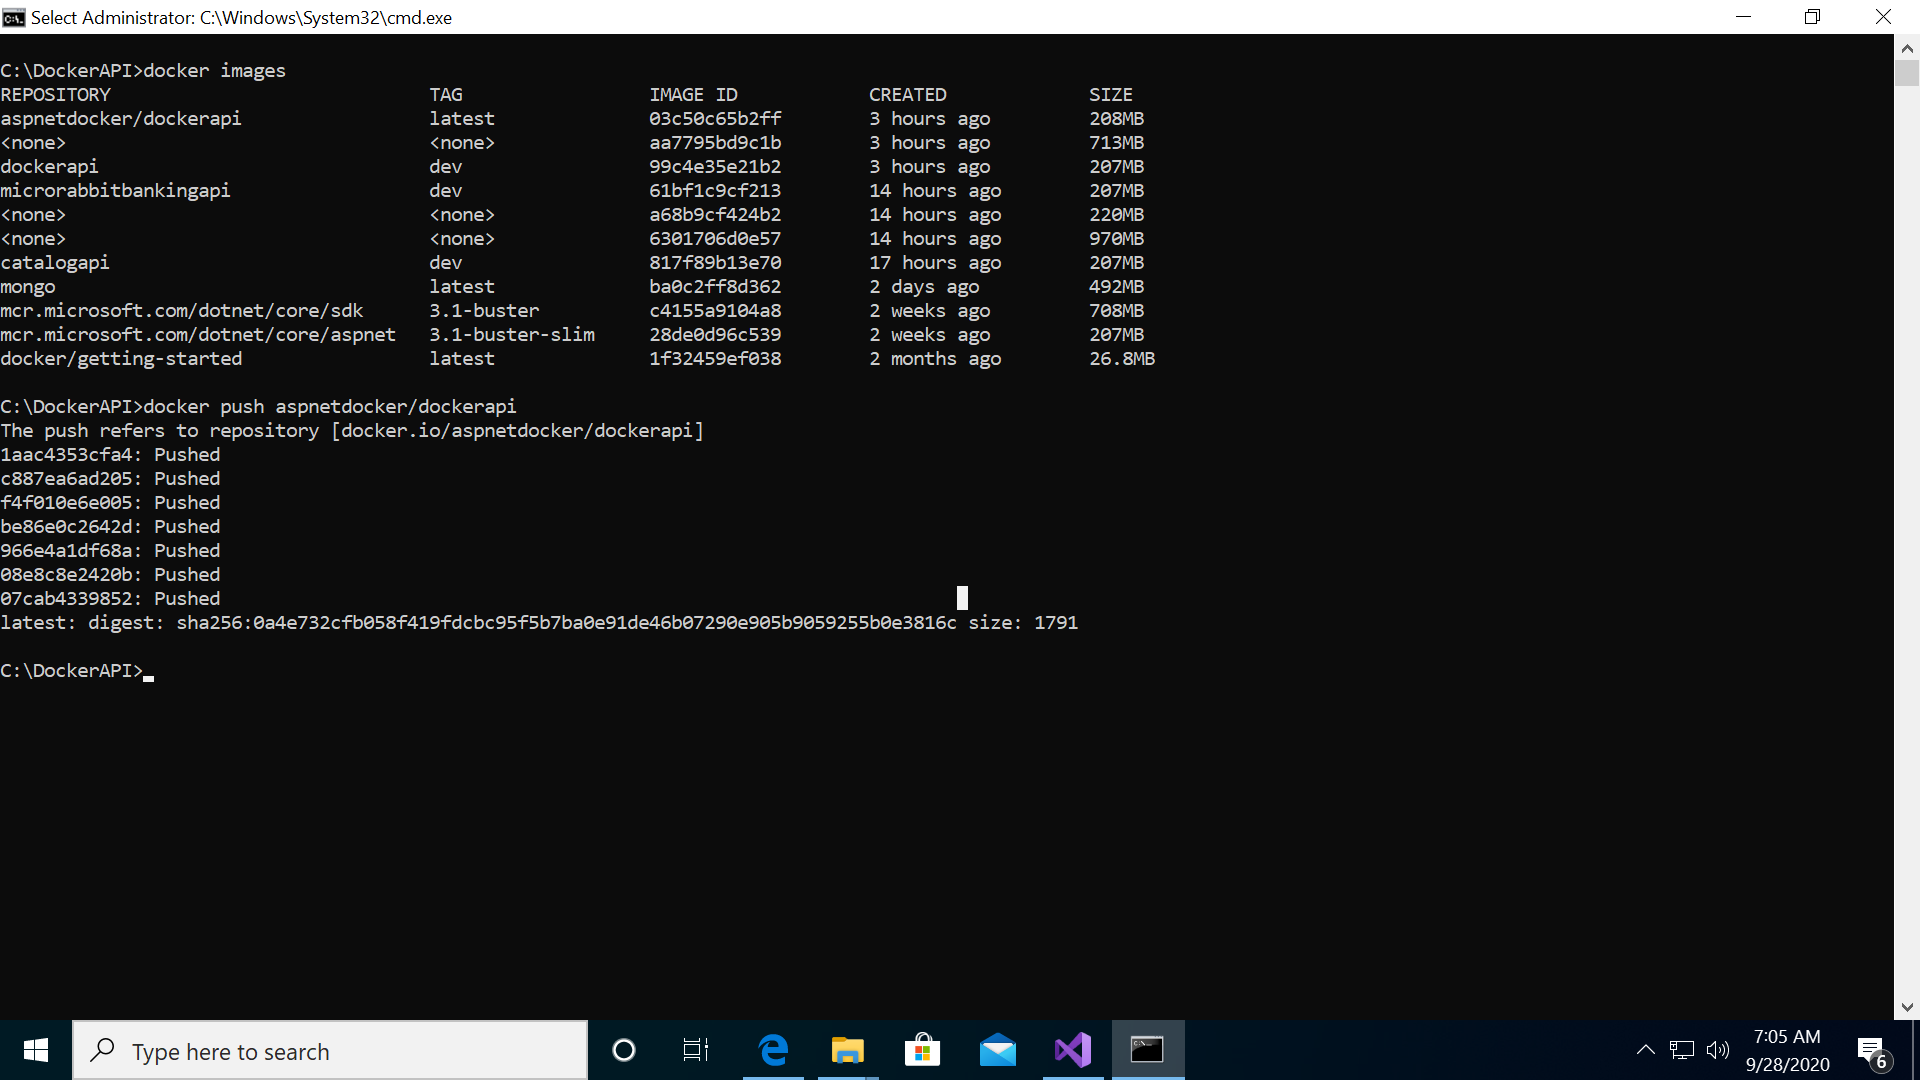 Select Administrator: C:\Windows\System32\cmd.exe
C:\DockerAPI>docker images
REPOSITORY TAG IMAGE ID CREATED SIZE
aspnetdocker/dockerapi latest 03c50c65b2ff 3 hours ago 208MB
<none> <none> aa7795bd9c1b 3 hours ago 713MB
dockerapi dev 99c4e35e21b2 3 hours ago 207MB
microrabbitbankingapi dev 61bf1c9cf213 14 hours ago 207MB
<none> <none> a68b9cf424b2 14 hours ago 220MB
<none> <none> 6301706d0e57 14 hours ago 970MB
catalogapi dev 817f89b13e70 17 hours ago 207MB
mongo latest ba0c2ff8d362 2 days ago 492MB
mcr.microsoft.com/dotnet/core/sdk 3.1-buster c4155a9104a8 2 weeks ago 708MB
mcr.microsoft.com/dotnet/core/aspnet 3.1-buster-slim 28de0d96c539 2 weeks ago 207MB
docker/getting-started latest 1f32459ef038 2 months ago 26.8MB
C:\DockerAPI>docker push aspnetdocker/dockerapi
The push refers to repository [docker.io/aspnetdocker/dockerapi]
1aac4353cfa4: Pushed
c887ea6ad205: Pushed
f4f010e6e005: Pushed
be86e0c2642d: Pushed
966e4a1df68a: Pushed
08e8c8e2420b: Pushed
07cab4339852: Pushed
latest: digest: sha256:0a4e732cfb058f419fdcbc95f5b7ba0e91de46b07290e905b9059255b0e3816c size: 1791
C:\DockerAPI>
Type here to search
7:05 AM
9/28/2020
6